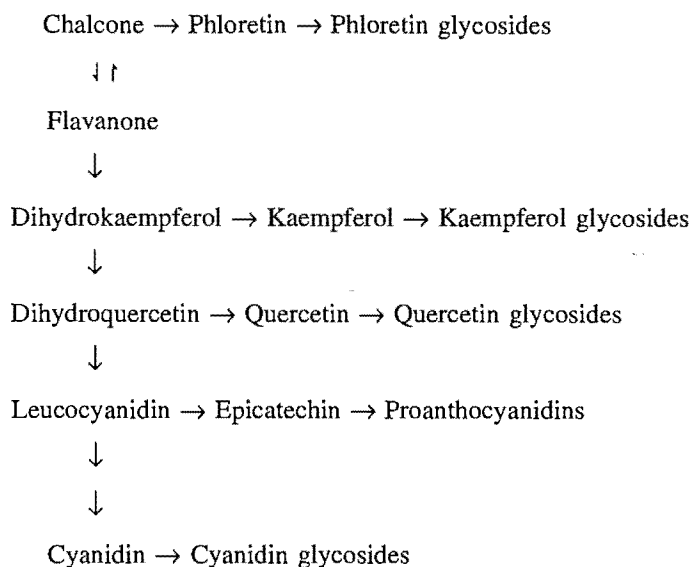 Chalcone → Phloretin → Phloretin glycosides
⇃↾
Flavanone
↓
Dihydrokaempferol → Kaempferol → Kaempferol glycosides
↓
Dihydroquercetin → Quercetin → Quercetin glycosides
↓
Leucocyanidin → Epicatechin → Proanthocyanidins
↓
↓
Cyanidin → Cyanidin glycosides